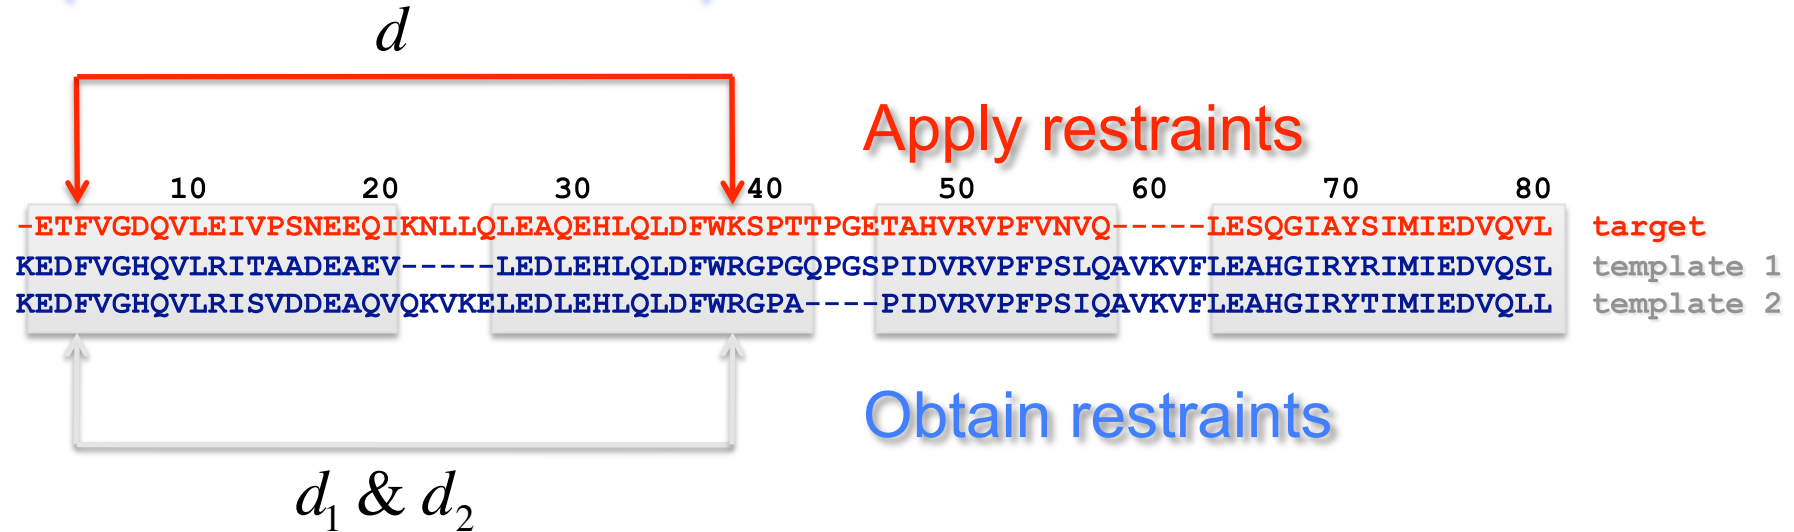 d
Apply restraints
10 20 30 40 50 60 70 80
-ETFVGDQVLEIVPSNEEQIKNLLQLEAQEHLQLDFWKSPTTPGETAHVRVPFVNVQ-----LESQGIAYSIMIEDVQVL target
KEDFVGHQVLRITAADEAEV-----LEDLEHLQLDFWRGPGQPGSPIDVRVPFPSLQAVKVFLEAHGIRYRIMIEDVQSL template 1
KEDFVGHQVLRISVDDEAQVQKVKELEDLEHLQLDFWRGPA----PIDVRVPFPSIQAVKVFLEAHGIRYTIMIEDVQLL template 2
Obtain restraints
d1 & d2